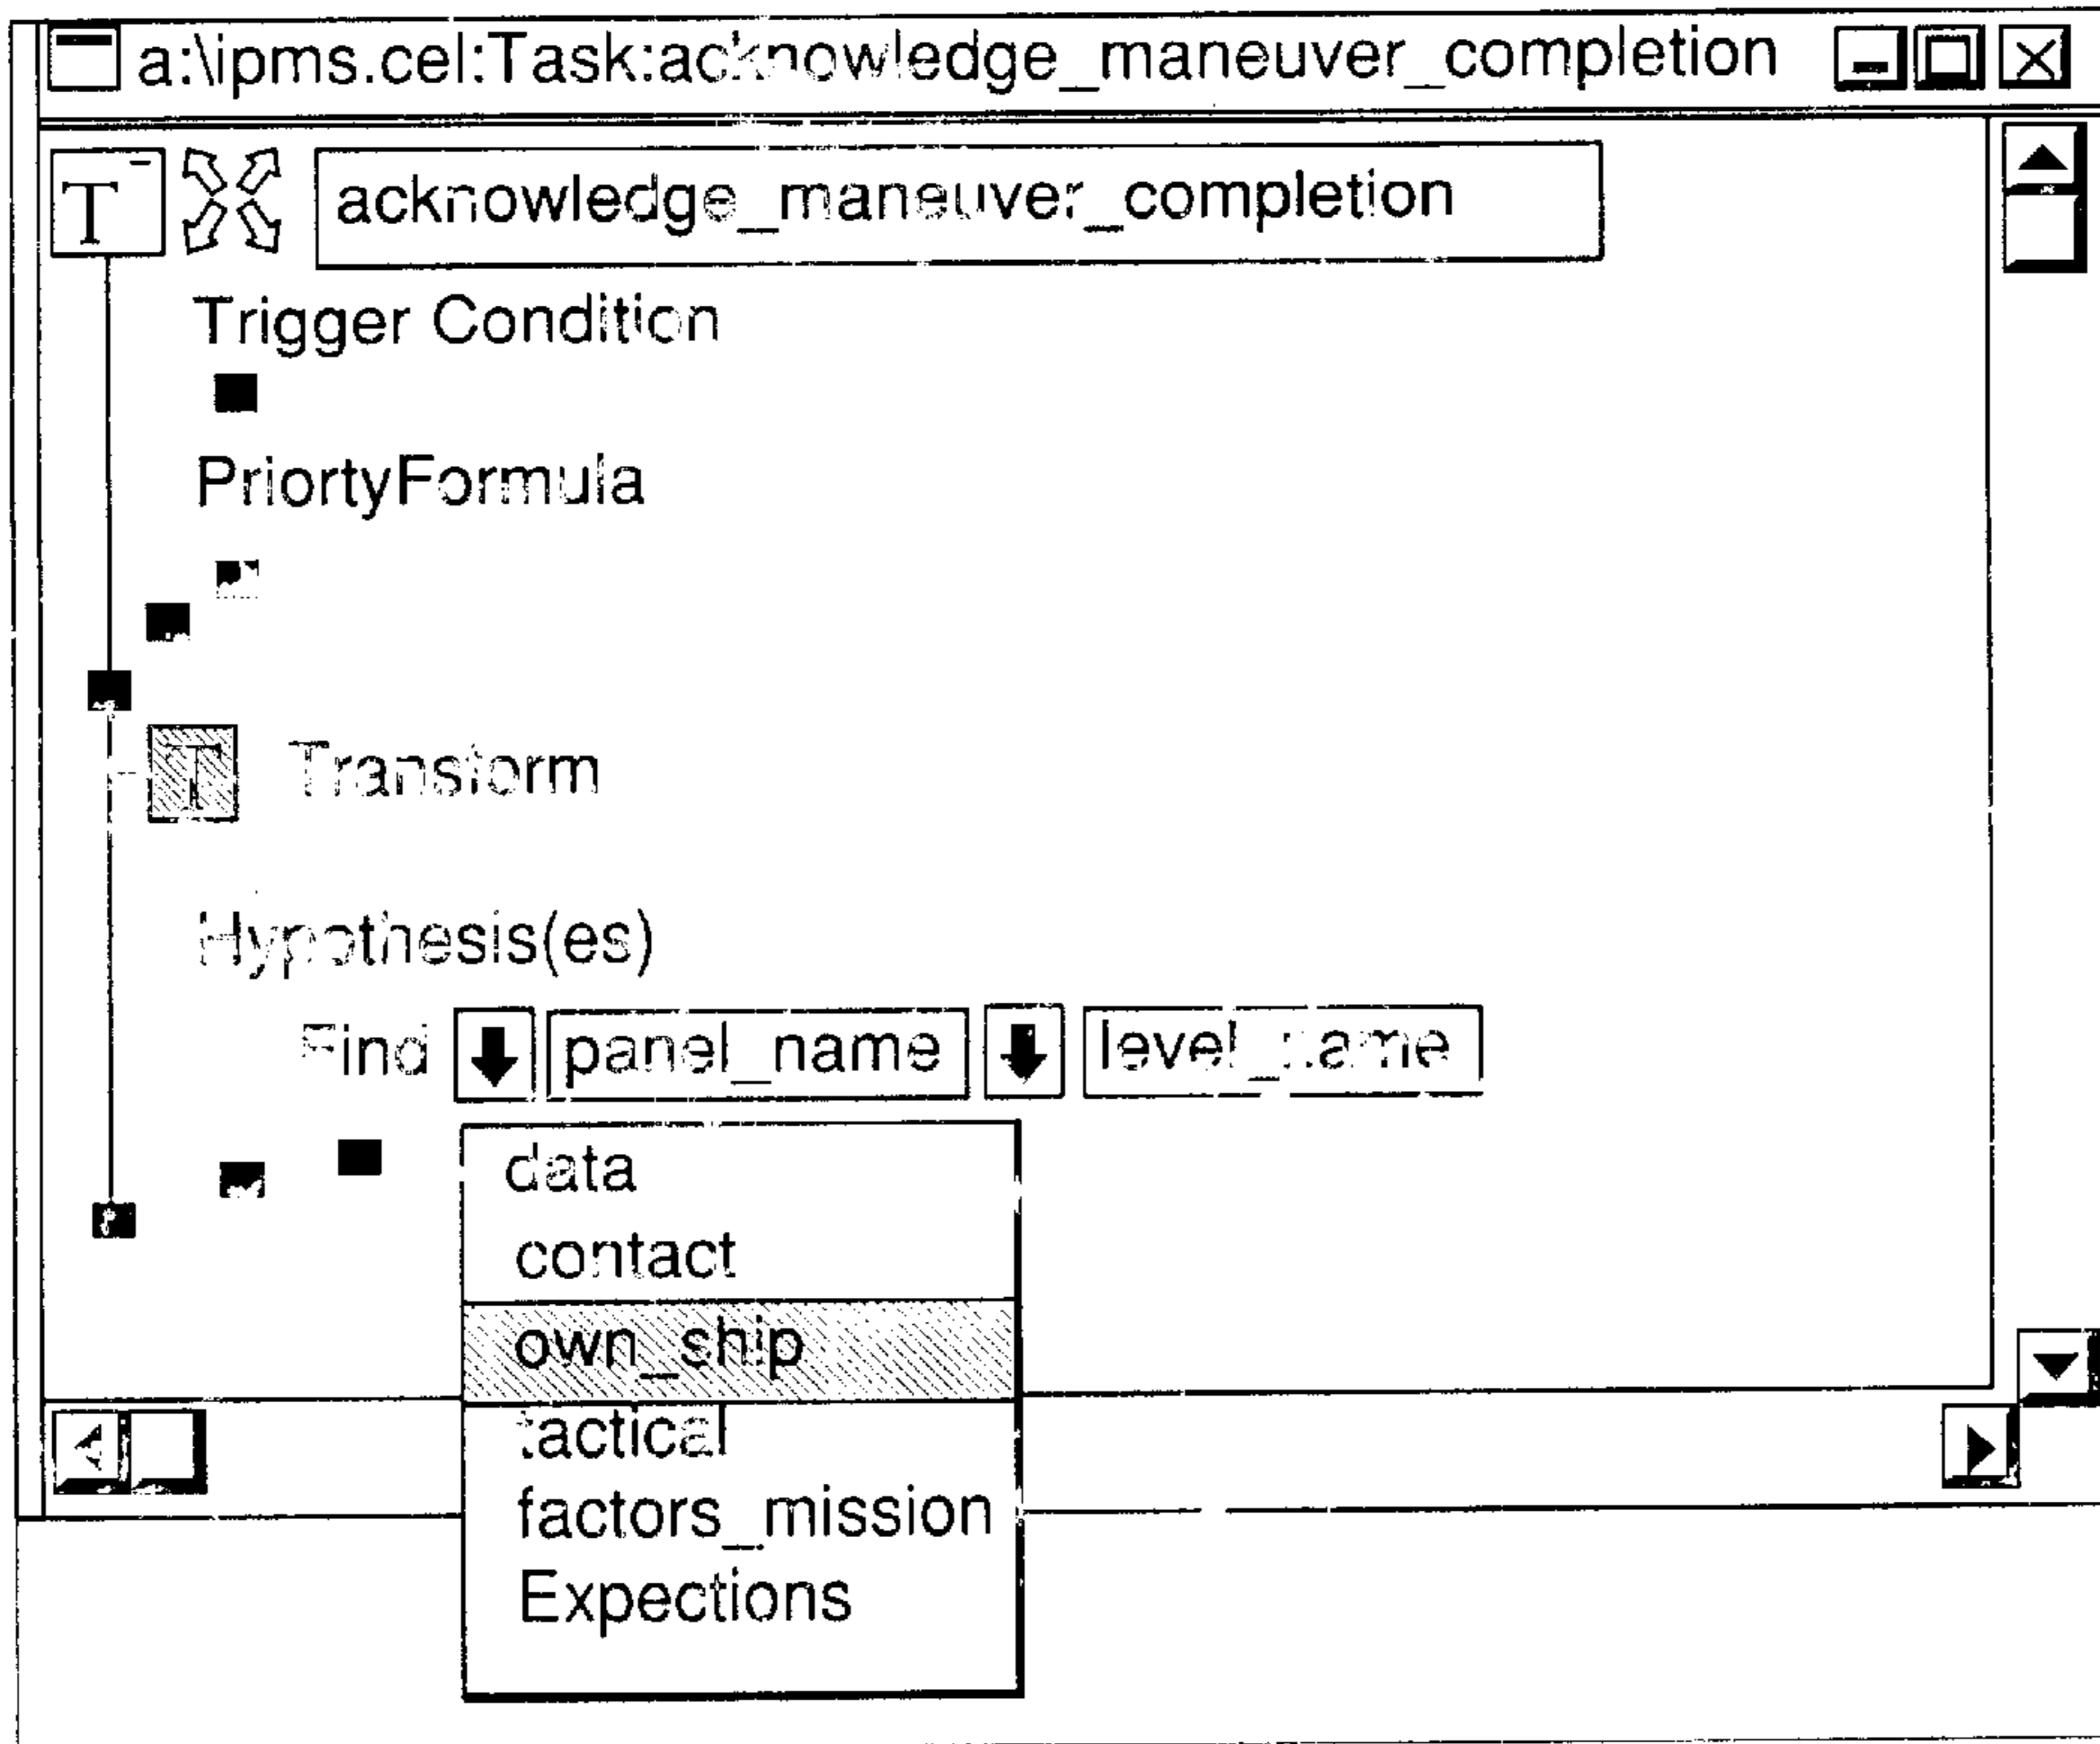 a:\ipms.cel:Task:acknowledge_maneuver_completion
T acknowledge_maneuver_completion
Trigger Condition
PriortyFormula
T Transform
Hypothesis(es)
Find panel_name level_name
data
contact
own_ship
tactical
factors_mission
Expections